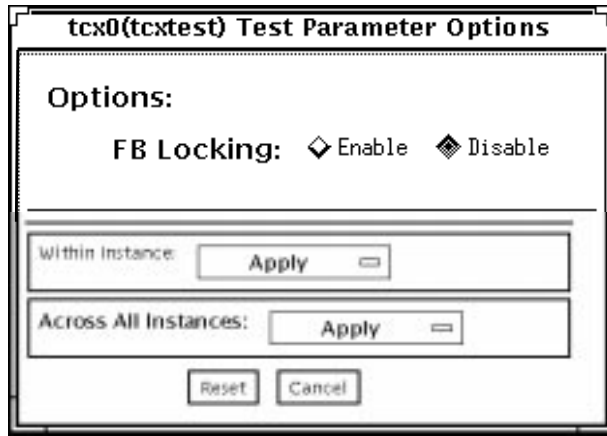 tcx0(tcxtest) Test Parameter Options
Options:
FB Locking: Enable Disable
Within Instance: Apply
Across All Instances: Apply
Reset Cancel